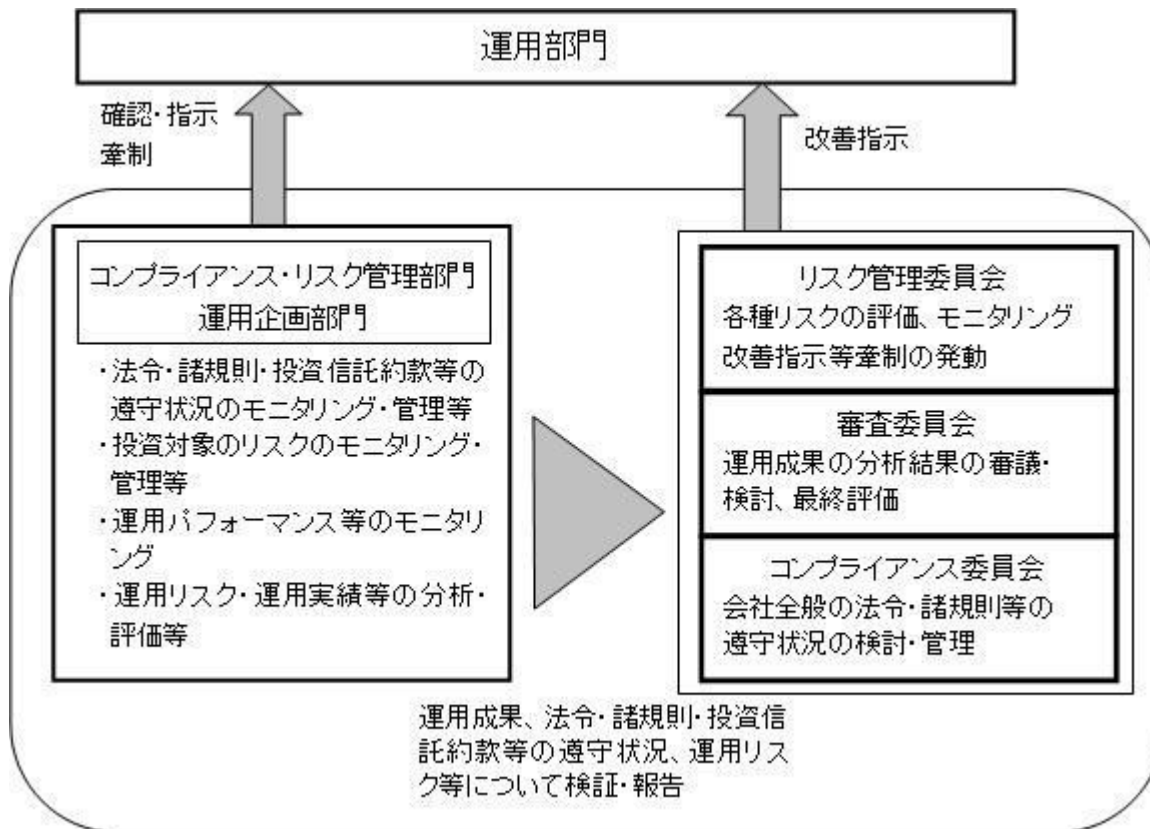 運用部門
確認・指示
牽制
改善指示
コンプライアンス・リスク管理部門
運用企画部門
・法令・諸規則・投資信託約款等の
遵守状況のモニタリング・管理等
・投資対象のリスクのモニタリング・
管理等
・運用パフォーマンス等のモニタリ
ング
・運用リスク・運用実績等の分析・
評価等
リスク管理委員会
各種リスクの評価、モニタリング
改善指示等牽制の発動
審査委員会
運用成果の分析結果の審議・
検討、最終評価
コンプライアンス委員会
会社全般の法令・諸規則等の
遵守状況の検討・管理
運用成果、法令・諸規則・投資信
託約款等の遵守状況、運用リス
ク等について検証・報告